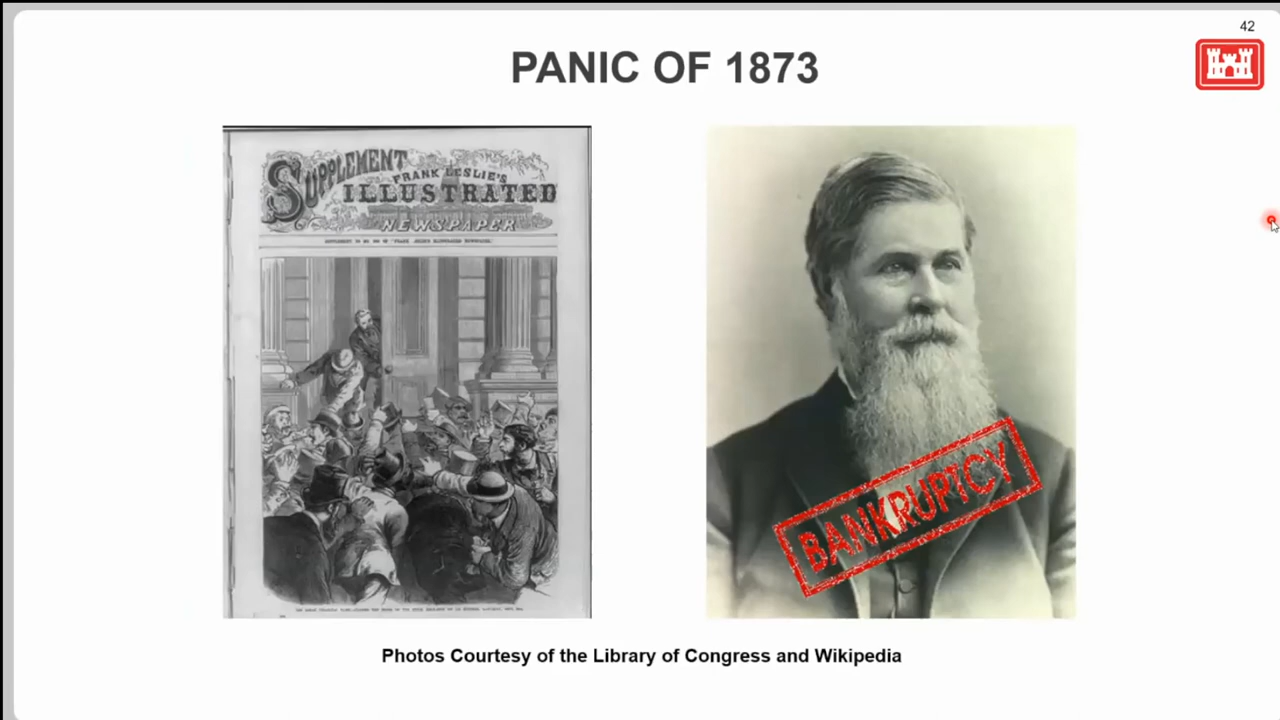 42
PANIC OF 1873
SUPPLEMENT
FRANK LESLIE'S
ILLUSTRATED
NEWSPAPER
BANKRUPTCY
Photos Courtesy of the Library of Congress and Wikipedia